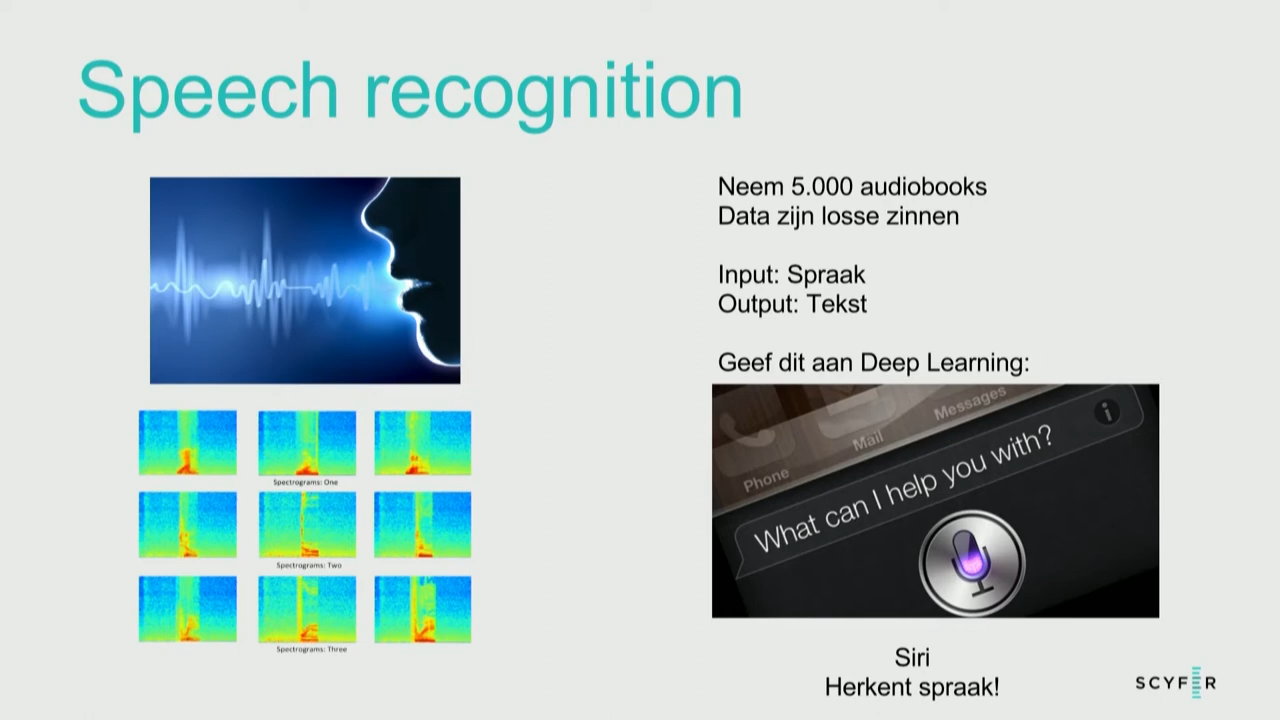 Speech recognition
Neem 5.000 audiobooks
Data zijn losse zinnen
Input: Spraak
Output: Tekst
Geef dit aan Deep Learning:
Phone
Mail
Messages
i
What can I help you with?
Spectrograms: One
Spectrograms: Two
Spectrograms: Three
Siri
Herkent spraak!
SCYFER